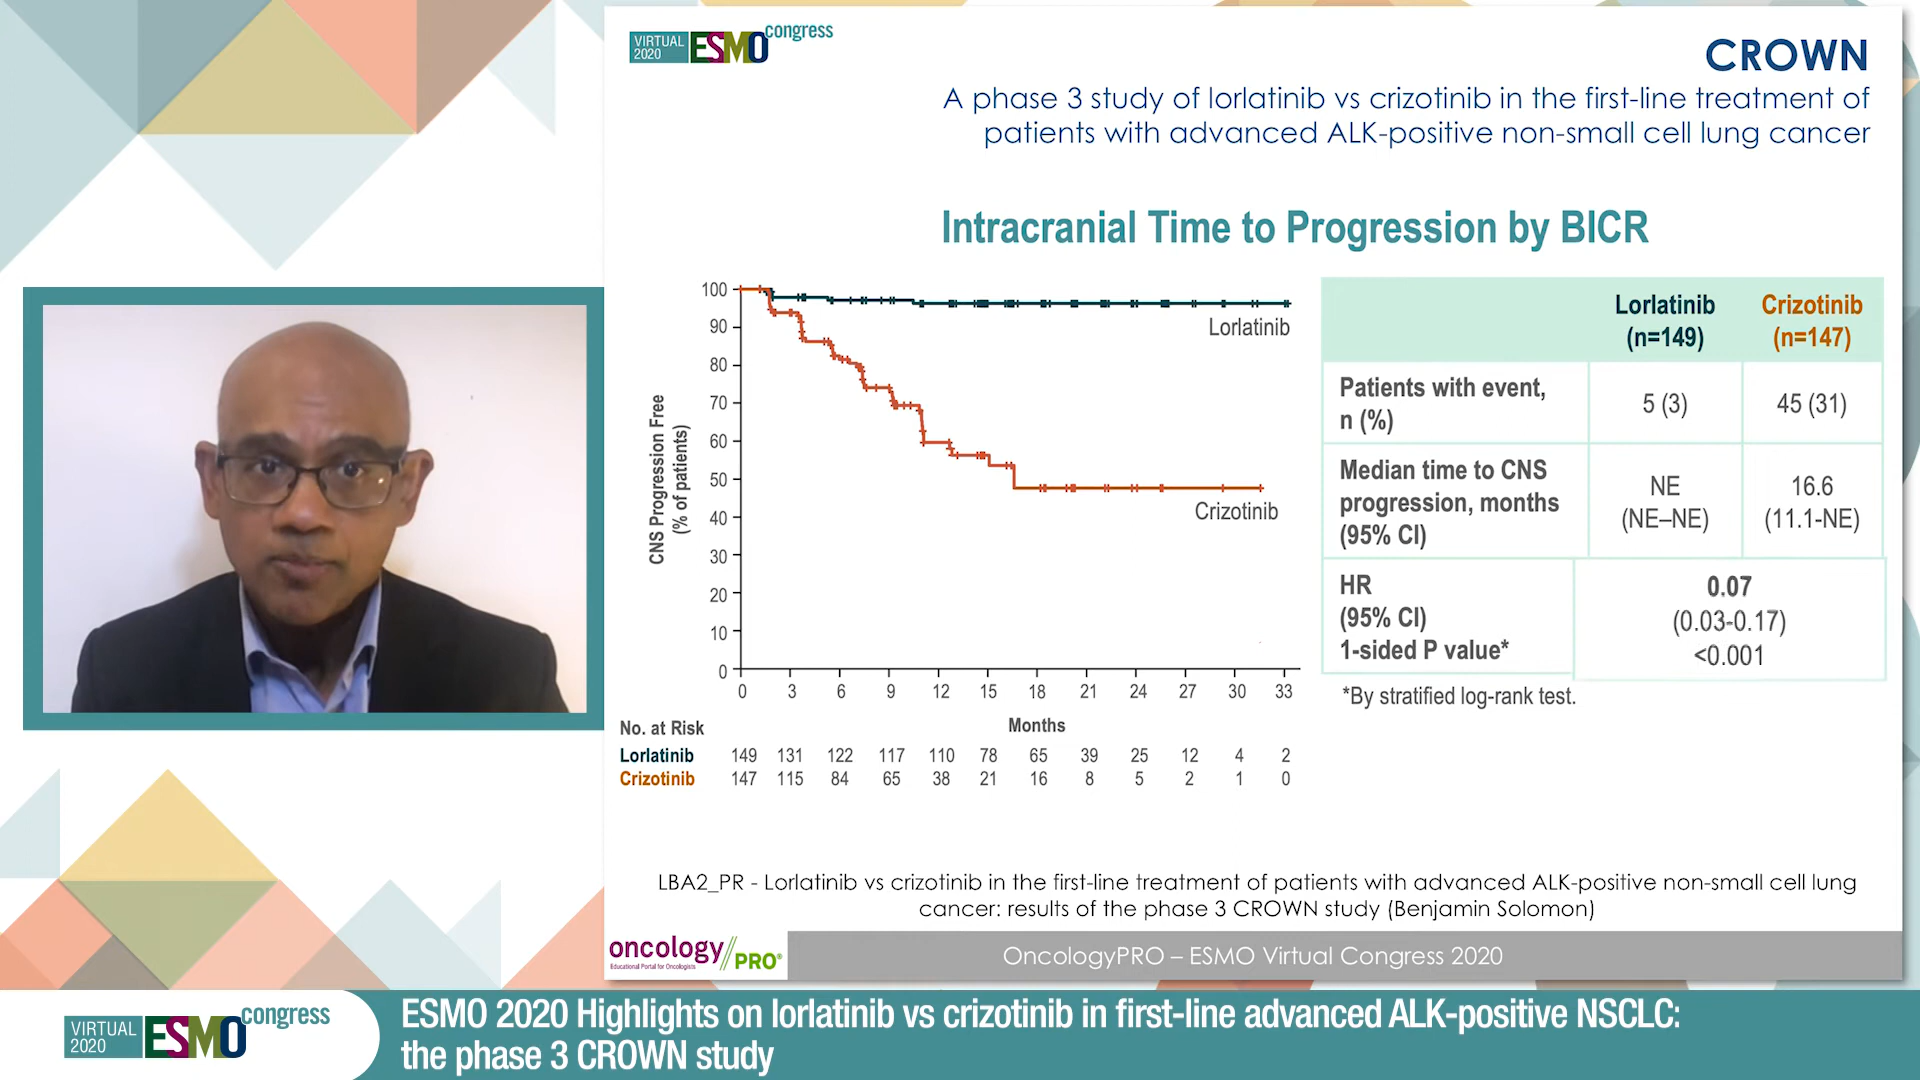 VIRTUAL
2020
ESMO
congress
CROWN
A phase 3 study of lorlatinib vs crizotinib in the first-line treatment of
patients with advanced ALK-positive non-small cell lung cancer
Intracranial Time to Progression by BICR
CNS Progression Free
(% of patients)
100
90
80
70
60
50
40
30
20
10
0
Lorlatinib
Crizotinib
0 3 6 9 12 15 18 21 24 27 30 33
Months
No. at Risk
Lorlatinib 149 131 122 117 110 78 65 39 25 12 4 2
Crizotinib 147 115 84 65 38 21 16 8 5 2 1 0
Lorlatinib
(n=149)
Crizotinib
(n=147)
Patients with event,
n (%)
5 (3)
45 (31)
Median time to CNS
progression, months
(95% CI)
NE
(NE–NE)
16.6
(11.1-NE)
HR
(95% CI)
1-sided P value*
0.07
(0.03-0.17)
<0.001
*By stratified log-rank test.
LBA2_PR - Lorlatinib vs crizotinib in the first-line treatment of patients with advanced ALK-positive non-small cell lung
cancer: results of the phase 3 CROWN study (Benjamin Solomon)
oncology//PRO®
Educational Portal for Oncologists
OncologyPRO – ESMO Virtual Congress 2020
VIRTUAL
2020
ESMO
congress
ESMO 2020 Highlights on lorlatinib vs crizotinib in first-line advanced ALK-positive NSCLC:
the phase 3 CROWN study